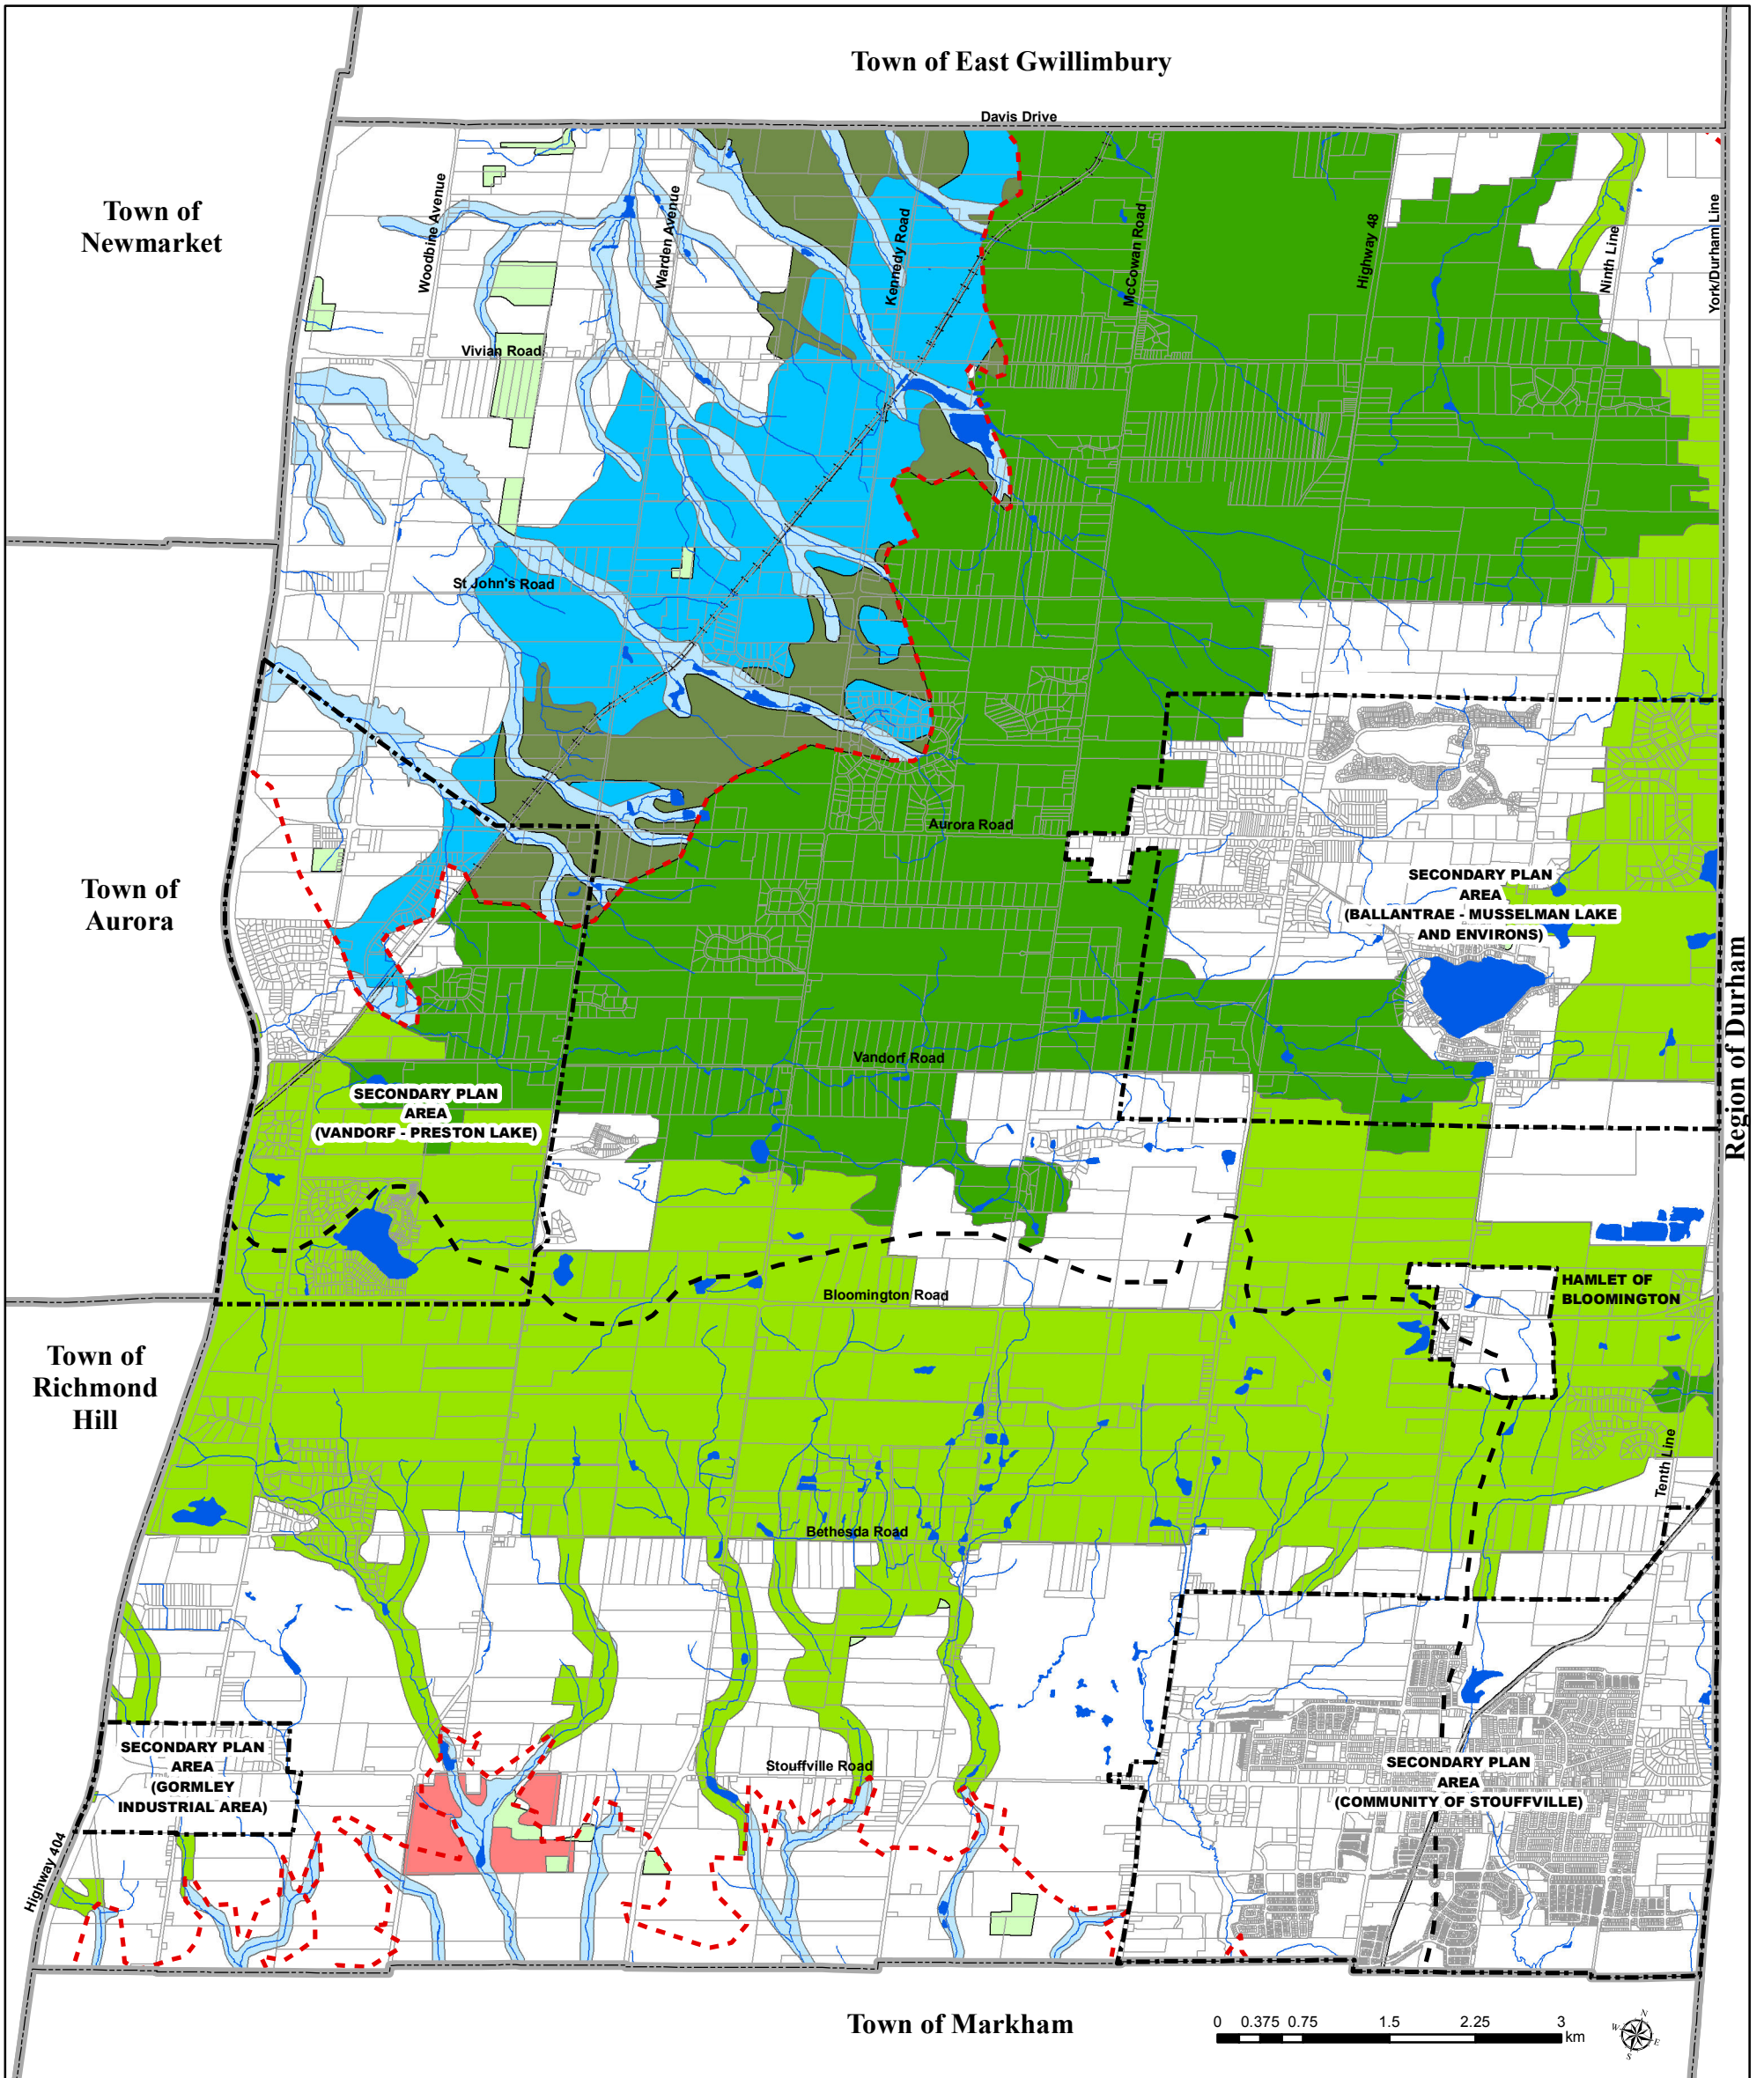 Town of East Gwillimbury
Davis Drive
Town of
Newmarket
Woodbine Avenue
Warden Avenue
Kennedy Road
McCowan Road
Highway 48
Ninth Line
York/Durham Line
Vivian Road
St John's Road
Aurora Road
Town of
Aurora
SECONDARY PLAN
AREA
(BALLANTRAE - MUSSELMAN LAKE
AND ENVIRONS)
Region of Durham
Vandorf Road
SECONDARY PLAN
AREA
(VANDORF - PRESTON LAKE)
Bloomington Road
HAMLET OF
BLOOMINGTON
Town of
Richmond
Hill
Tenth Line
Bethesda Road
SECONDARY PLAN
AREA
(GORMLEY
INDUSTRIAL AREA)
Stouffville Road
SECONDARY PLAN
AREA
(COMMUNITY OF STOUFFVILLE)
Highway 404
Town of Markham
0 0.375 0.75 1.5 2.25 3
km
N
W
E
S